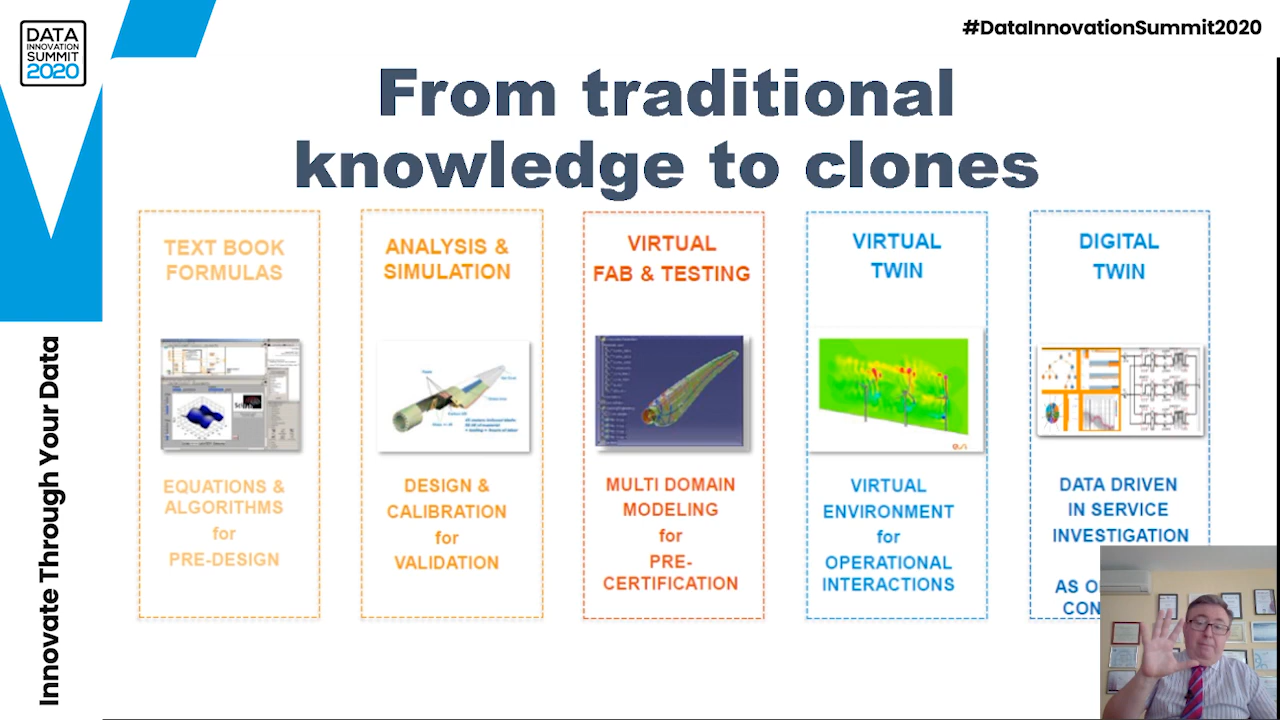 DATA
INNOVATION
SUMMIT
2020
#DataInnovationSummit2020
Innovate Through Your Data
From traditional
knowledge to clones
TEXT BOOK
FORMULAS
EQUATIONS &
ALGORITHMS
for
PRE-DESIGN
ANALYSIS &
SIMULATION
DESIGN &
CALIBRATION
for
VALIDATION
VIRTUAL
FAB & TESTING
MULTI DOMAIN
MODELING
for
PRE-
CERTIFICATION
VIRTUAL
TWIN
VIRTUAL
ENVIRONMENT
for
OPERATIONAL
INTERACTIONS
DIGITAL
TWIN
DATA DRIVEN
IN SERVICE
INVESTIGATION
AS